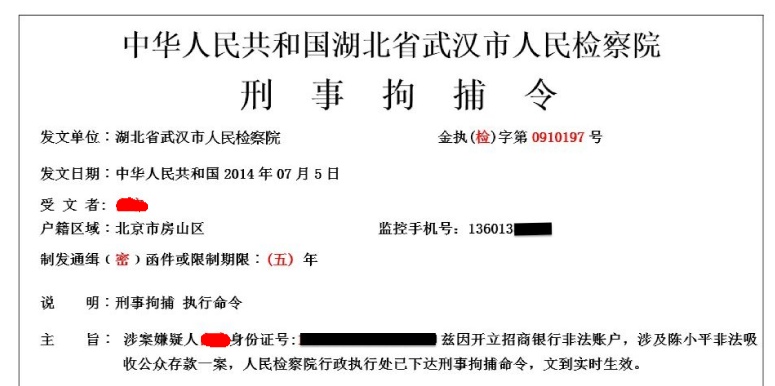 中华人民共和国湖北省武汉市人民检察院
刑事拘捕令
发文单位：湖北省武汉市人民检察院 金执(检)字第 0910197 号
发文日期：中华人民共和国 2014 年 07 月 5 日
受 文 者：
户籍区域：北京市房山区 监控手机号：136013
制发通缉（密）函件或限制期限：(五) 年
说 明：刑事拘捕 执行命令
主 旨：涉案嫌疑人 身份证号: 兹因开立招商银行非法账户，涉及陈小平非法吸
收公众存款一案，人民检察院行政执行处已下达刑事拘捕命令，文到实时生效。